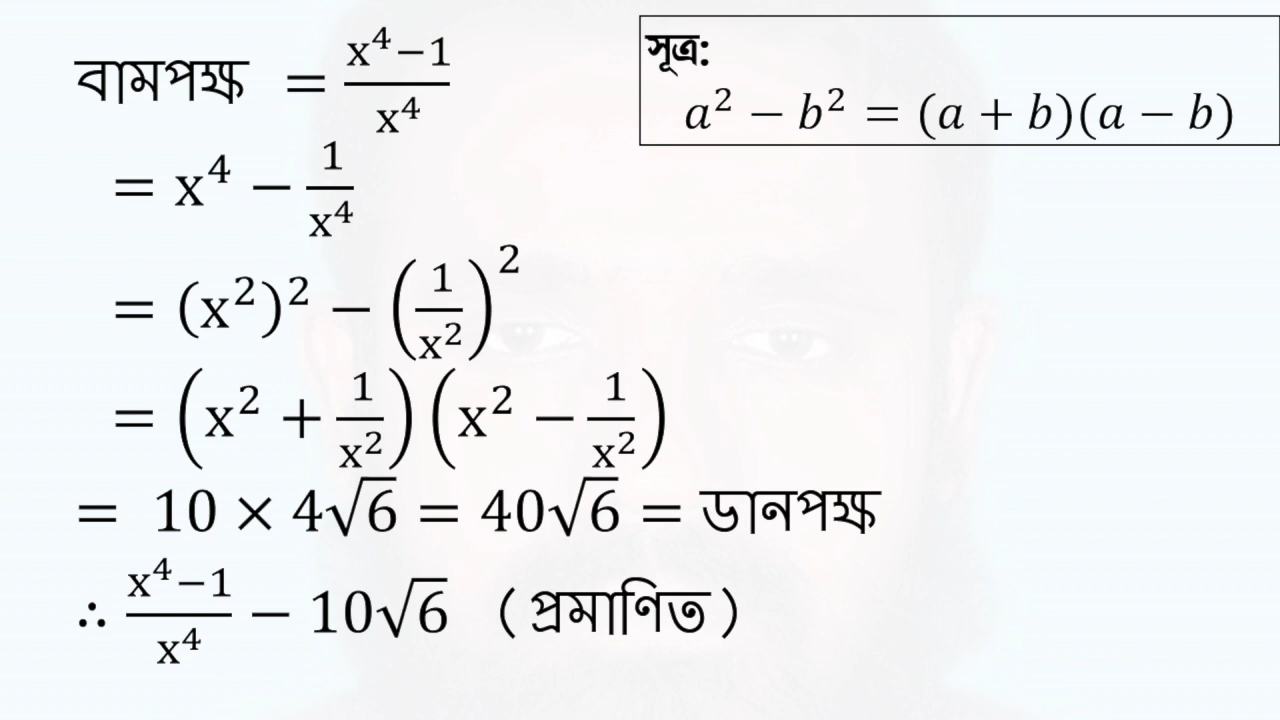 বামপক্ষ = x⁴−1/x⁴
সূত্র:
a² − b² = (a + b)(a − b)
= x⁴ − 1/x⁴
= (x²)² − (1/x²)²
= (x² + 1/x²)(x² − 1/x²)
= 10 × 4√6 = 40√6 = ডানপক্ষ
∴ x⁴−1/x⁴ − 10√6 ( প্রমাণিত )